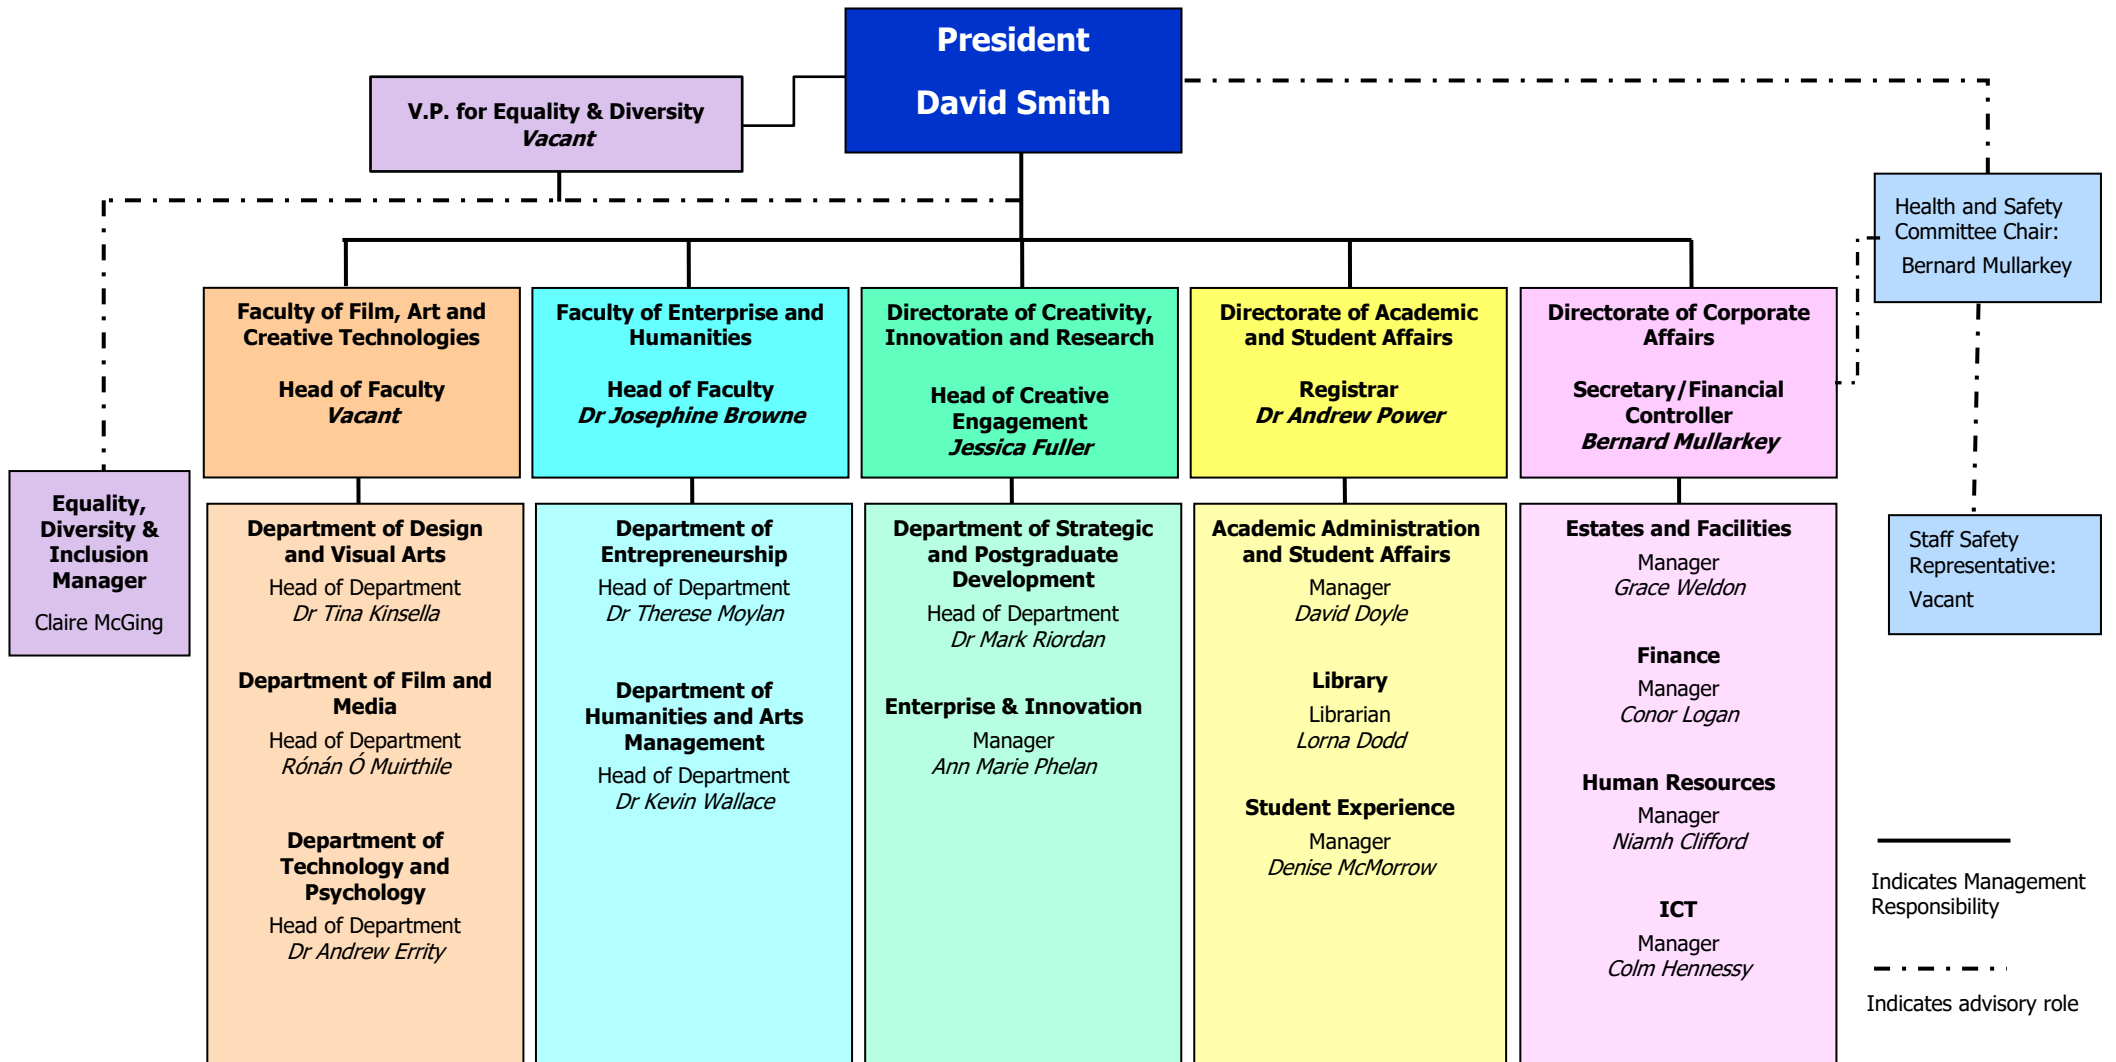 President
David Smith
V.P. for Equality & Diversity
Vacant
Health and Safety
Committee Chair:
Bernard Mullarkey
Faculty of Film, Art and
Creative Technologies
Head of Faculty
Vacant
Faculty of Enterprise and
Humanities
Head of Faculty
Dr Josephine Browne
Directorate of Creativity,
Innovation and Research
Head of Creative
Engagement
Jessica Fuller
Directorate of Academic
and Student Affairs
Registrar
Dr Andrew Power
Directorate of Corporate
Affairs
Secretary/Financial
Controller
Bernard Mullarkey
Equality,
Diversity &
Inclusion
Manager
Claire McGing
Department of Design
and Visual Arts
Head of Department
Dr Tina Kinsella
Department of Film and
Media
Head of Department
Rónán Ó Muirthile
Department of
Technology and
Psychology
Head of Department
Dr Andrew Errity
Department of
Entrepreneurship
Head of Department
Dr Therese Moylan
Department of
Humanities and Arts
Management
Head of Department
Dr Kevin Wallace
Department of Strategic
and Postgraduate
Development
Head of Department
Dr Mark Riordan
Enterprise & Innovation
Manager
Ann Marie Phelan
Academic Administration
and Student Affairs
Manager
David Doyle
Library
Librarian
Lorna Dodd
Student Experience
Manager
Denise McMorrow
Estates and Facilities
Manager
Grace Weldon
Finance
Manager
Conor Logan
Human Resources
Manager
Niamh Clifford
ICT
Manager
Colm Hennessy
Staff Safety
Representative:
Vacant
Indicates Management
Responsibility
Indicates advisory role